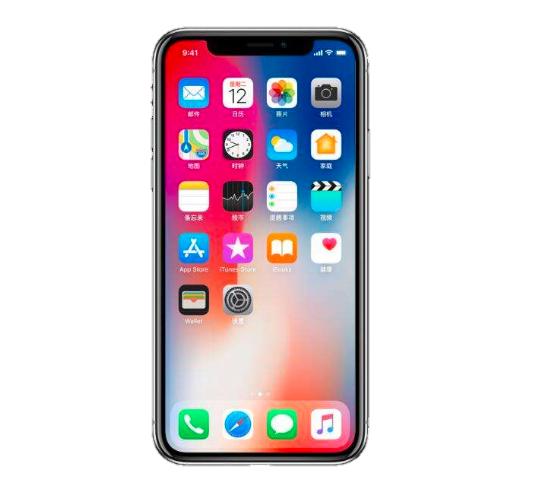 9:41
星期二
12
邮件
日历
照片
相机
地图
时钟
天气
家庭
备忘录
股市
提醒事项
视频
App Store
iTunes Store
iBooks
健康
Wallet
设置